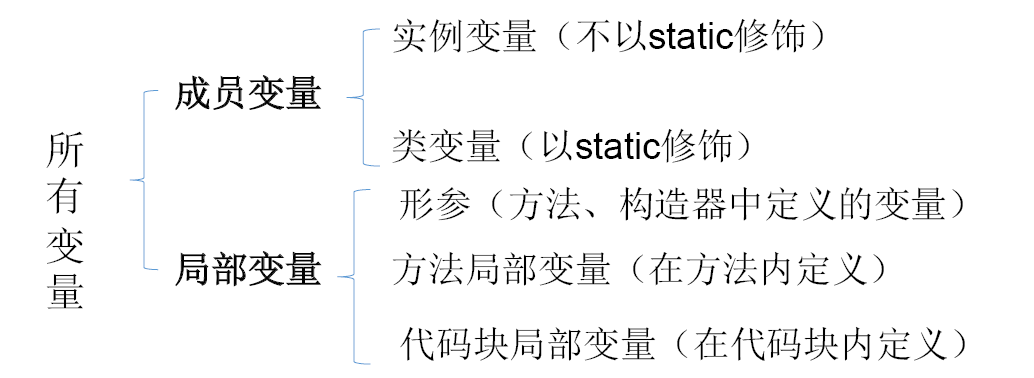 所有变量
成员变量
实例变量（不以static修饰）
类变量（以static修饰）
局部变量
形参（方法、构造器中定义的变量）
方法局部变量（在方法内定义）
代码块局部变量（在代码块内定义）